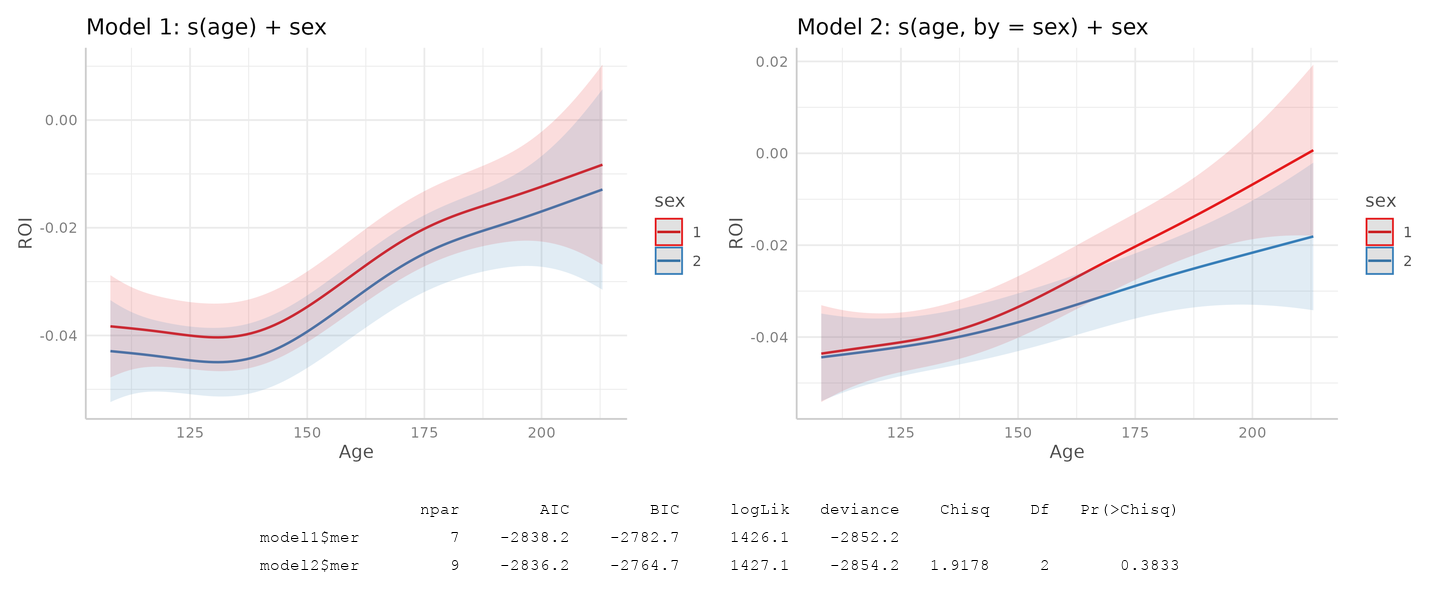 Model 1: s(age) + sex
0.00
-0.02
-0.04
ROI
125 150 175 200
Age
sex
1
2
Model 2: s(age, by = sex) + sex
0.02
0.00
-0.02
-0.04
ROI
125 150 175 200
Age
sex
1
2
npar AIC BIC logLik deviance Chisq Df Pr(>Chisq)
model1$mer 7 -2838.2 -2782.7 1426.1 -2852.2
model2$mer 9 -2836.2 -2764.7 1427.1 -2854.2 1.9178 2 0.3833